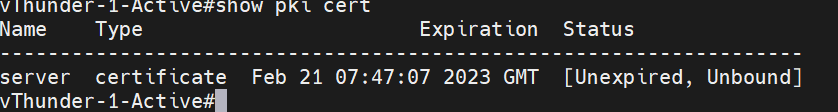 vThunder-1-Active#show pki cert
Name    Type                          Expiration  Status
--------------------------------------------------------------------
server  certificate  Feb 21 07:47:07 2023 GMT  [Unexpired, Unbound]
vThunder-1-Active#